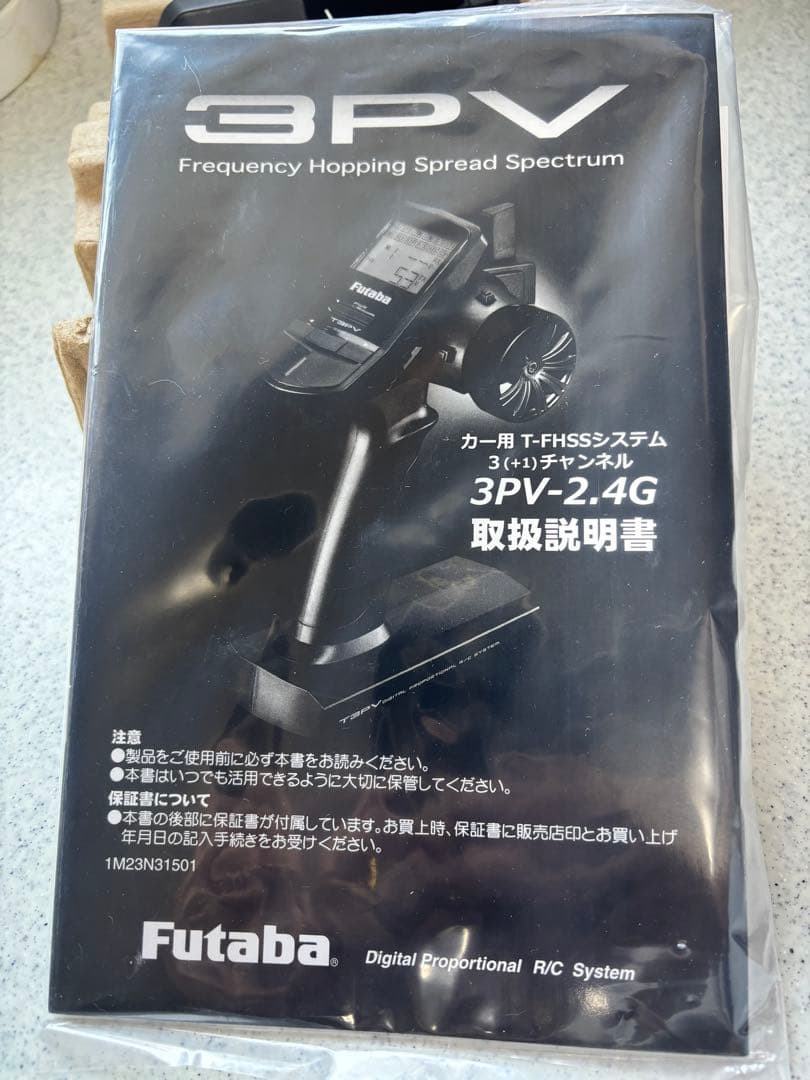 3PV
Frequency Hopping Spread Spectrum
Futaba
T3PV
カー用 T-FHSSシステム
3(+1)チャンネル
3PV-2.4G
取扱説明書
T3PV DIGITAL PROPORTIONAL R/C SYSTEM
注意
●製品をご使用前に必ず本書をお読みください。
●本書はいつでも活用できるように大切に保管してください。
保証書について
●本書の後部に保証書が付属しています。お買上時、保証書に販売店印とお買い上げ
年月日の記入手続きをお受けください。
1M23N31501
Futaba®
Digital Proportional R/C System